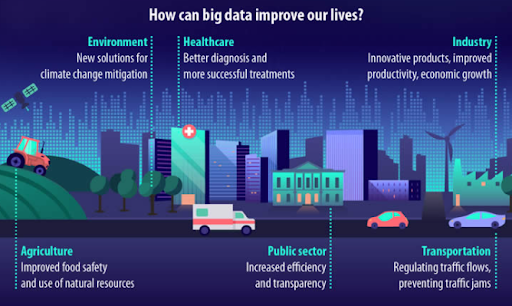 How can big data improve our lives?
Environment
New solutions for
climate change mitigation
Healthcare
Better diagnosis and
more successful treatments
Industry
Innovative products, improved
productivity, economic growth
Agriculture
Improved food safety
and use of natural resources
Public sector
Increased efficiency
and transparency
Transportation
Regulating traffic flows,
preventing traffic jams